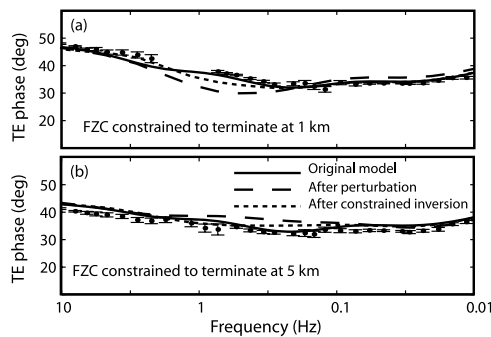 (a)
TE phase (deg)
50
40
30
20
10
FZC constrained to terminate at 1 km
(b)
TE phase (deg)
50
40
30
20
10
Original model
After perturbation
After constrained inversion
FZC constrained to terminate at 5 km
10 1 0.1 0.01
Frequency (Hz)